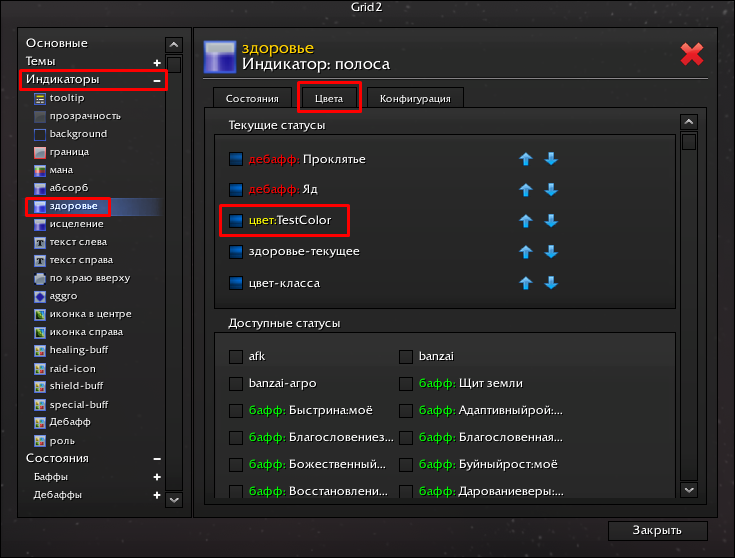 Grid2
Основные
Темы +
Индикаторы –
tooltip
прозрачность
background
граница
мана
абсорб
здоровье
исцеление
текст слева
текст справа
по краю вверху
aggro
иконка в центре
иконка справа
healing-buff
raid-icon
shield-buff
special-buff
Дебафф
роль
Состояния –
Баффы +
Дебаффы +
здоровье
Индикатор: полоса
Состояния Цвета Конфигурация
Текущие статусы
дебафф: Проклятье
дебафф: Яд
цвет:TestColor
здоровье-текущее
цвет-класса
Доступные статусы
afk banzai
banzai-агро бафф: Щит земли
бафф: Быстрина:моё бафф: Адаптивныйрой:...
бафф: Благословениез... бафф: Благословенная...
бафф: Божественный... бафф: Буйныйрост:моё
бафф: Восстановлени... бафф: Дарованиеверы:...
Закрыть